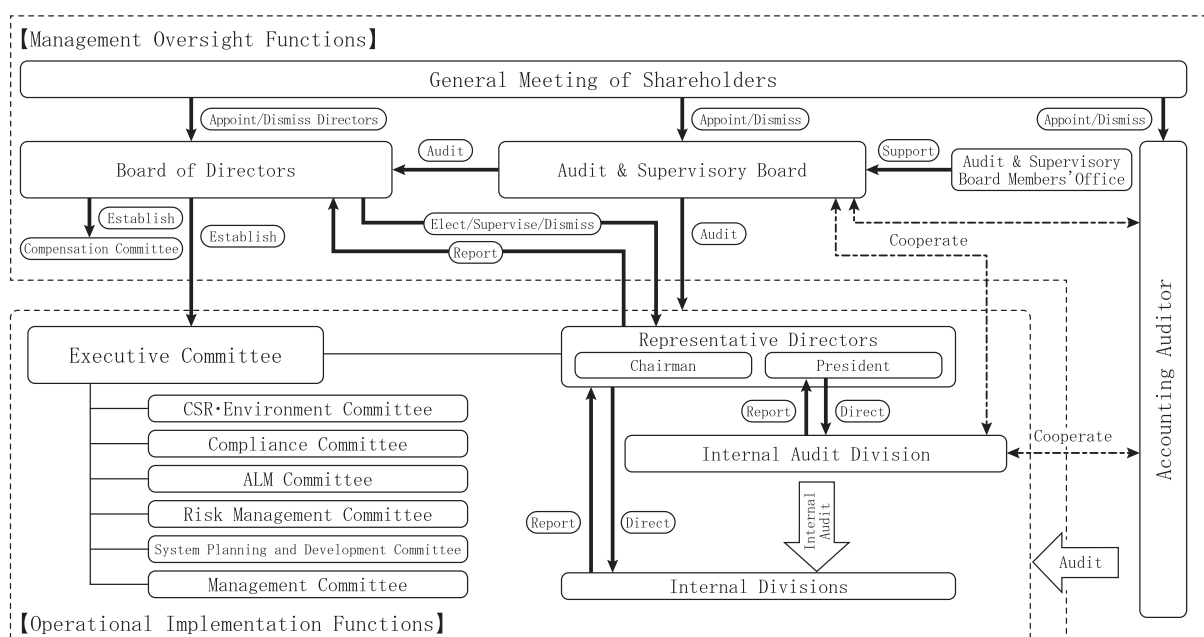 【Management Oversight Functions】
General Meeting of Shareholders
Appoint/Dismiss Directors
Appoint/Dismiss
Appoint/Dismiss
Board of Directors
Audit
Audit & Supervisory Board
Support
Audit & Supervisory
Board Members'Office
Establish
Compensation Committee
Establish
Elect/Supervise/Dismiss
Report
Audit
Cooperate
Accounting Auditor
Executive Committee
Representative Directors
Chairman
President
Report
Direct
CSR・Environment Committee
Compliance Committee
ALM Committee
Risk Management Committee
System Planning and Development Committee
Management Committee
Internal Audit Division
Cooperate
Report
Direct
Internal
Audit
Internal Divisions
Audit
【Operational Implementation Functions】